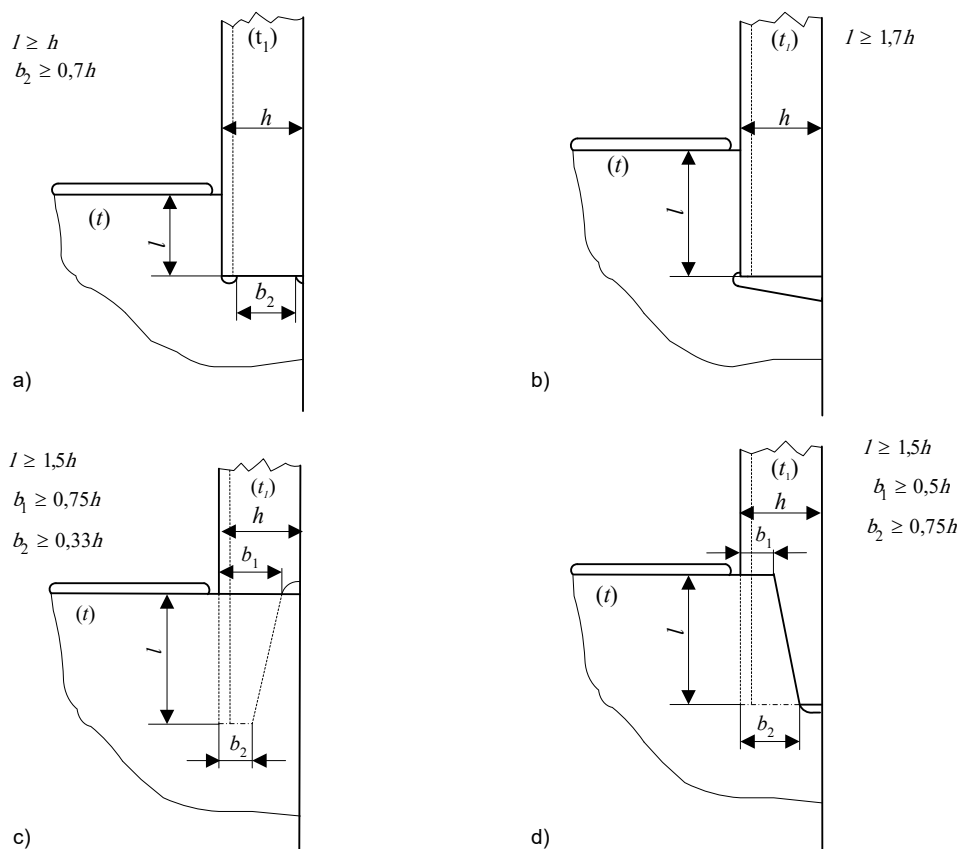 l ≥ h
b₂ ≥ 0,7h
(t₁)
h
(t)
l
b₂
a)
(t₁)
l ≥ 1,7h
h
(t)
l
b)
l ≥ 1,5h
b₁ ≥ 0,75h
b₂ ≥ 0,33h
(t₁)
h
b₁
(t)
l
b₂
c)
l ≥ 1,5h
b₁ ≥ 0,5h
b₂ ≥ 0,75h
(t₁)
h
b₁
(t)
l
b₂
d)